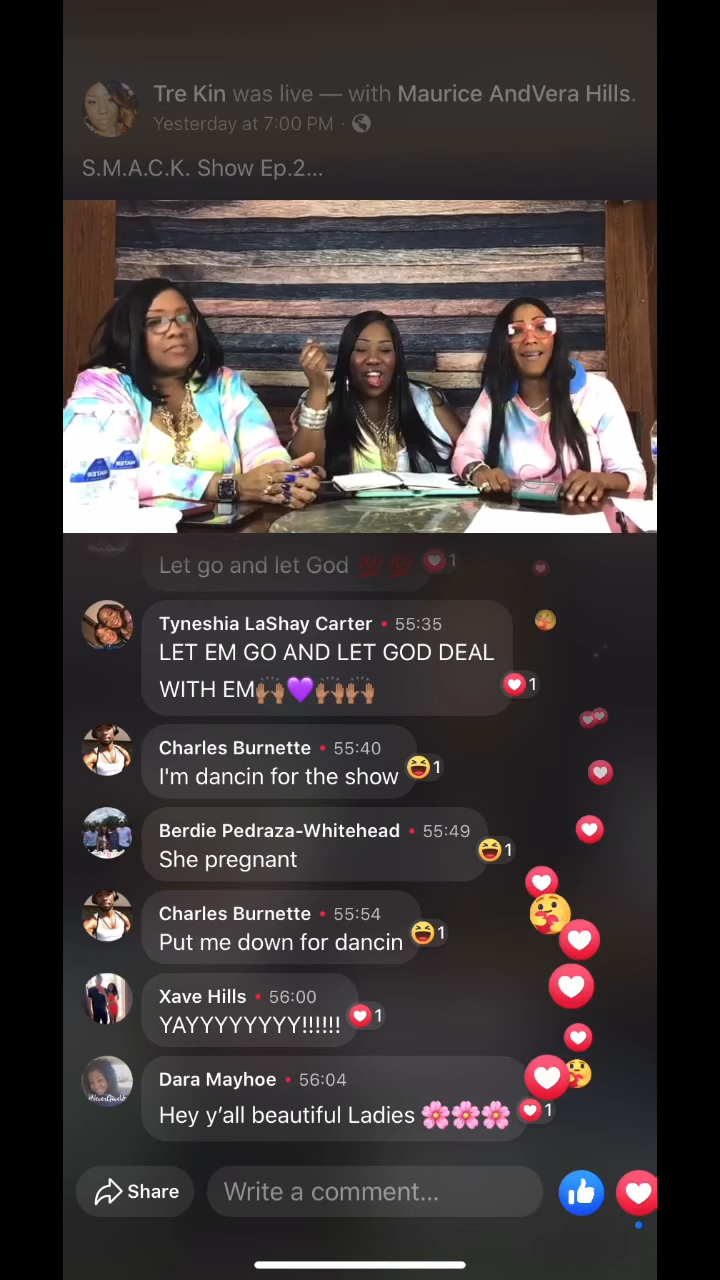 Tre Kin was live — with Maurice AndVera Hills.
Yesterday at 7:00 PM ·
S.M.A.C.K. Show Ep.2...
Let go and let God 💯 💯 1
Tyneshia LaShay Carter • 55:35
LET EM GO AND LET GOD DEAL
WITH EM🙌🏽💜🙌🏽🙌🏽 1
Charles Burnette • 55:40
I'm dancin for the show 1
Berdie Pedraza-Whitehead • 55:49
She pregnant 1
Charles Burnette • 55:54
Put me down for dancin 1
Xave Hills • 56:00
YAYYYYYYYY!!!!!! 1
Dara Mayhoe • 56:04
Hey y’all beautiful Ladies 🌸🌸🌸 1
Share
Write a comment...